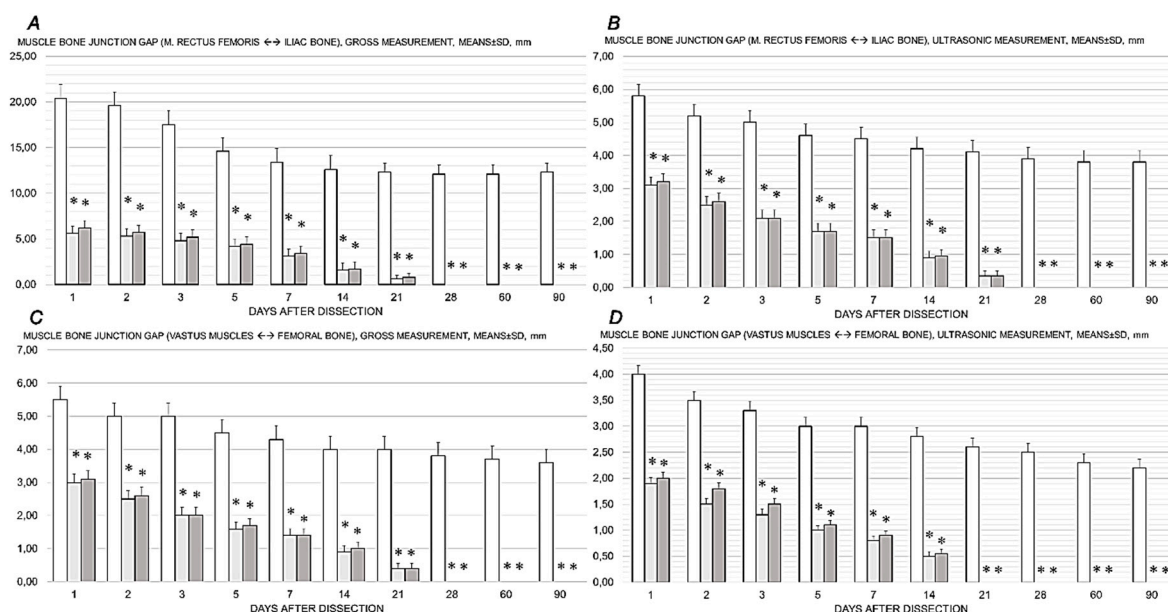 A
MUSCLE BONE JUNCTION GAP (M. RECTUS FEMORIS ↔ ILIAC BONE), GROSS MEASUREMENT, MEANS±SD, mm
25,00
20,00
15,00
10,00
5,00
0,00
* * * * * * * * * * * * * * * * * * * *
1 2 3 5 7 14 21 28 60 90
DAYS AFTER DISSECTION
B
MUSCLE BONE JUNCTION GAP (M. RECTUS FEMORIS ↔ ILIAC BONE), ULTRASONIC MEASUREMENT, MEANS±SD, mm
7,00
6,00
5,00
4,00
3,00
2,00
1,00
0,00
* * * * * * * * * * * * * * * * * * * *
1 2 3 5 7 14 21 28 60 90
DAYS AFTER DISSECTION
C
MUSCLE BONE JUNCTION GAP (VASTUS MUSCLES ↔ FEMORAL BONE), GROSS MEASUREMENT, MEANS±SD, mm
7,00
6,00
5,00
4,00
3,00
2,00
1,00
0,00
* * * * * * * * * * * * * * * * * * * *
1 2 3 5 7 14 21 28 60 90
DAYS AFTER DISSECTION
D
MUSCLE BONE JUNCTION GAP (VASTUS MUSCLES ↔ FEMORAL BONE), ULTRASONIC MEASUREMENT, MEANS±SD, mm
4,50
4,00
3,50
3,00
2,50
2,00
1,50
1,00
0,50
0,00
* * * * * * * * * * * * * * * * * * * *
1 2 3 5 7 14 21 28 60 90
DAYS AFTER DISSECTION